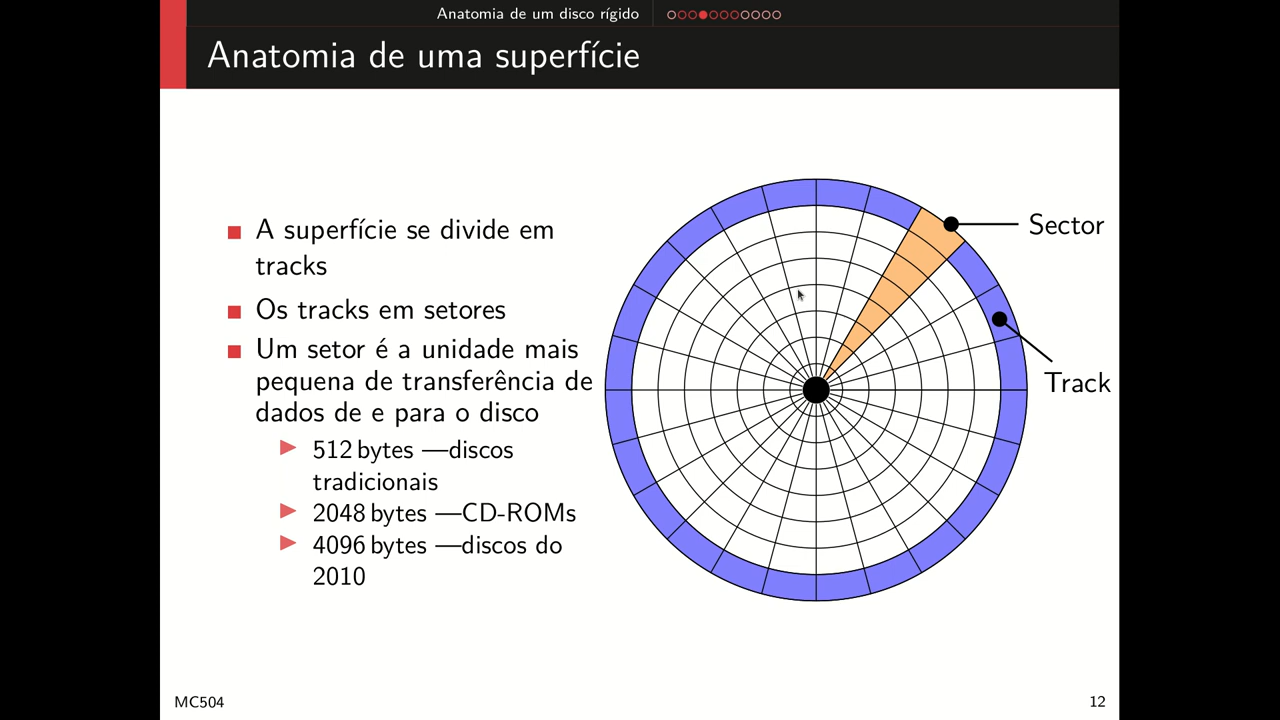 Anatomia de um disco rígido
Anatomia de uma superfície
A superfície se divide em
tracks
Os tracks em setores
Um setor é a unidade mais
pequena de transferência de
dados de e para o disco
512 bytes —discos
tradicionais
2048 bytes —CD-ROMs
4096 bytes —discos do
2010
Sector
Track
MC504
12